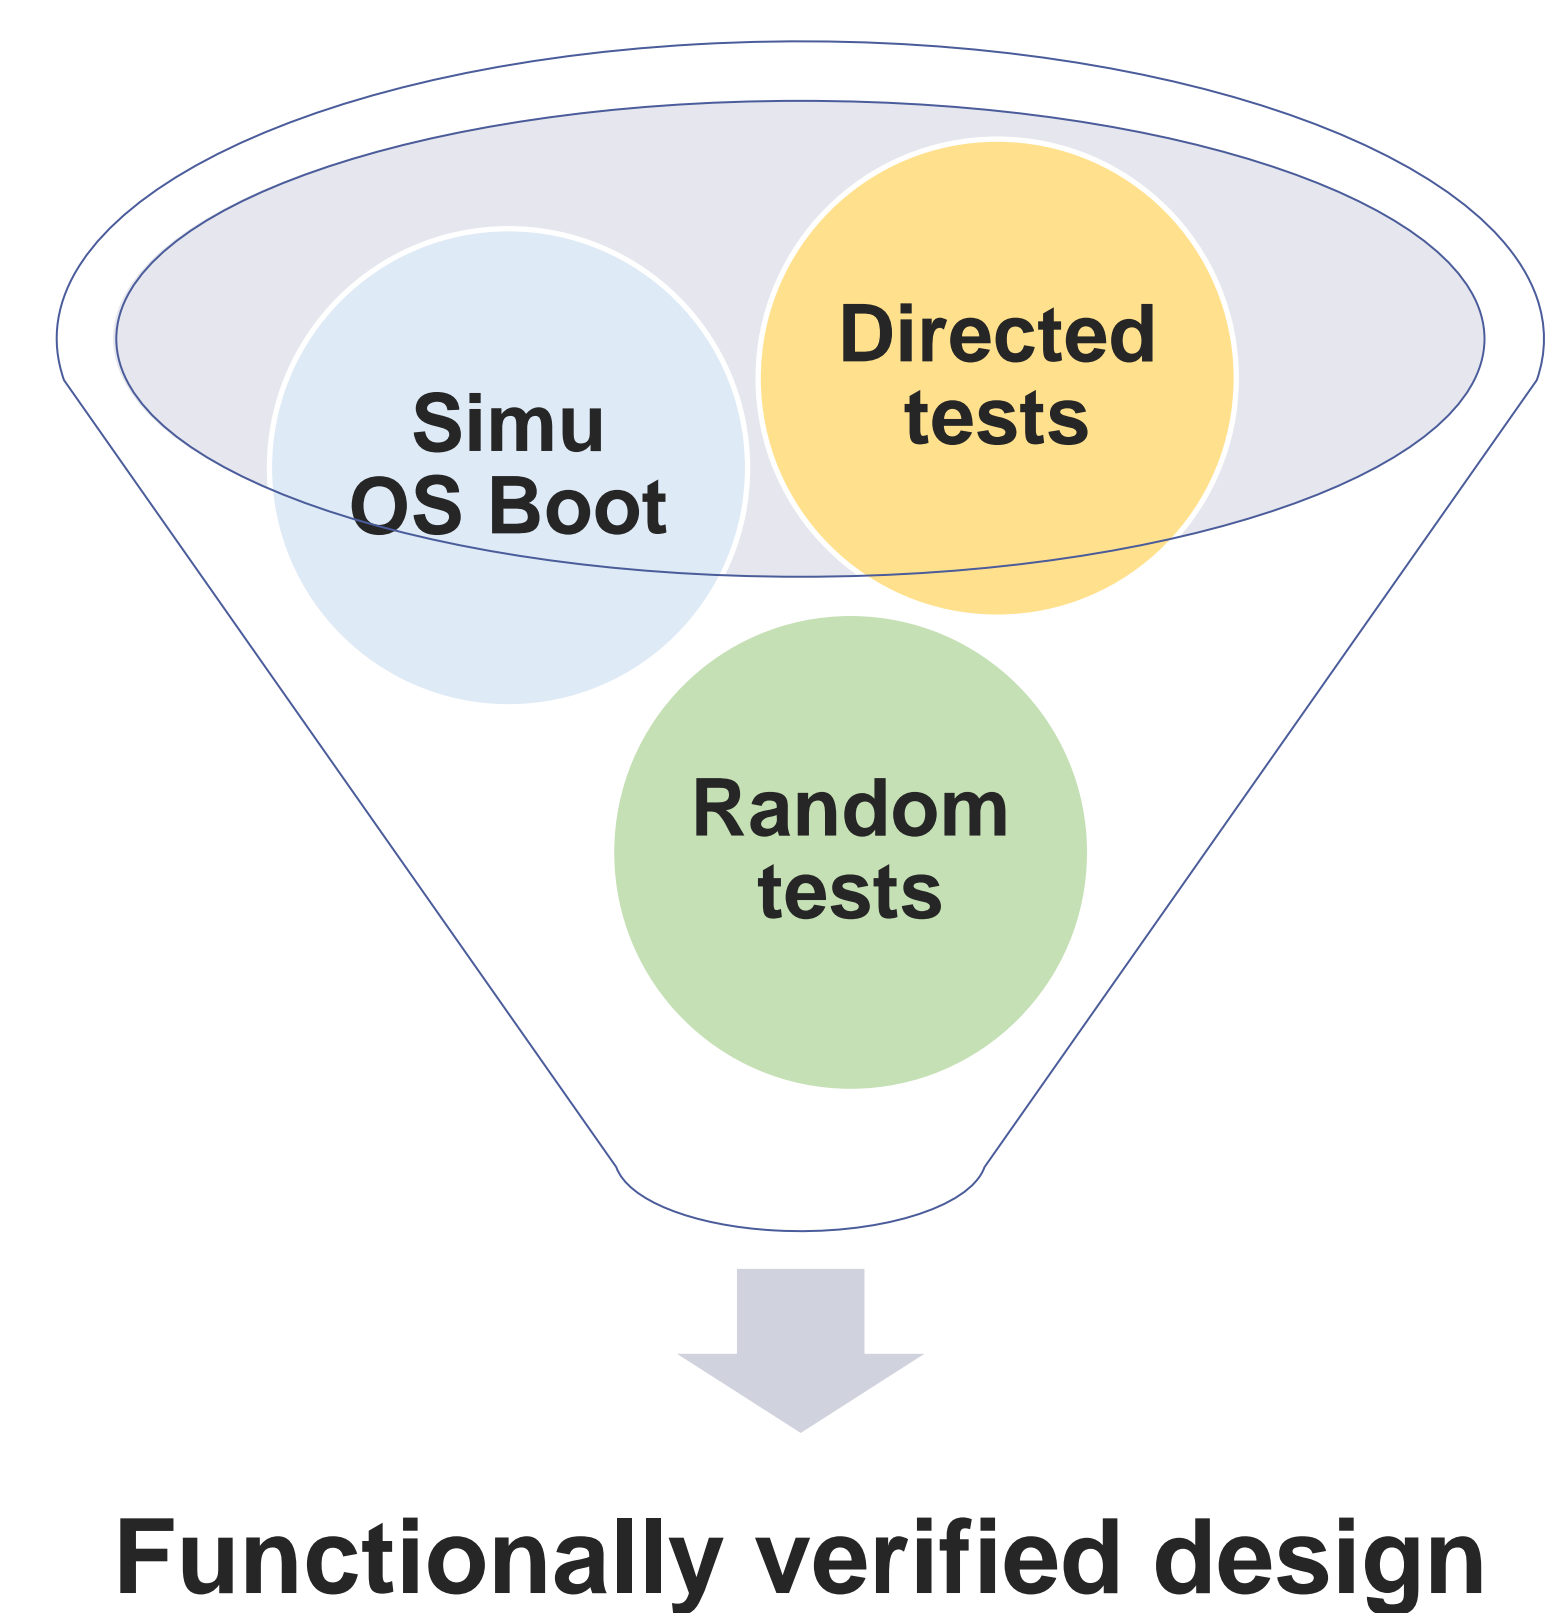 Directed
tests
Simu
OS Boot
Random
tests
Functionally verified design